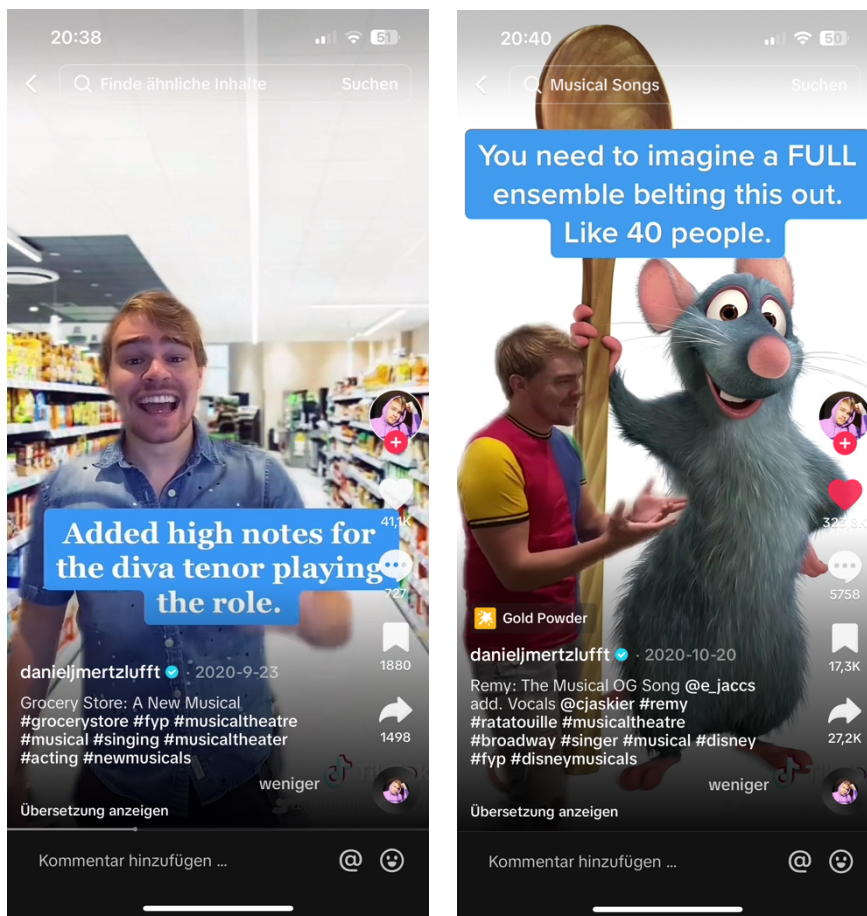 20:38
51
Finde ähnliche Inhalte
Suchen
Added high notes for
the diva tenor playing
the role.
41,1K
727
1880
1498
danieljmertzlufft · 2020-9-23
Grocery Store: A New Musical
#grocerystore #fyp #musicaltheatre
#musical #singing #musicaltheater
#acting #newmusicals
weniger
Übersetzung anzeigen
Kommentar hinzufügen ...
20:40
50
Musical Songs
Suchen
You need to imagine a FULL
ensemble belting this out.
Like 40 people.
5758
17,3K
27,2K
Gold Powder
danieljmertzlufft · 2020-10-20
Remy: The Musical OG Song @e_jaccs
add. Vocals @cjaskier #remy
#ratatouille #musicaltheatre
#broadway #singer #musical #disney
#fyp #disneymusicals
weniger
Übersetzung anzeigen
Kommentar hinzufügen ...